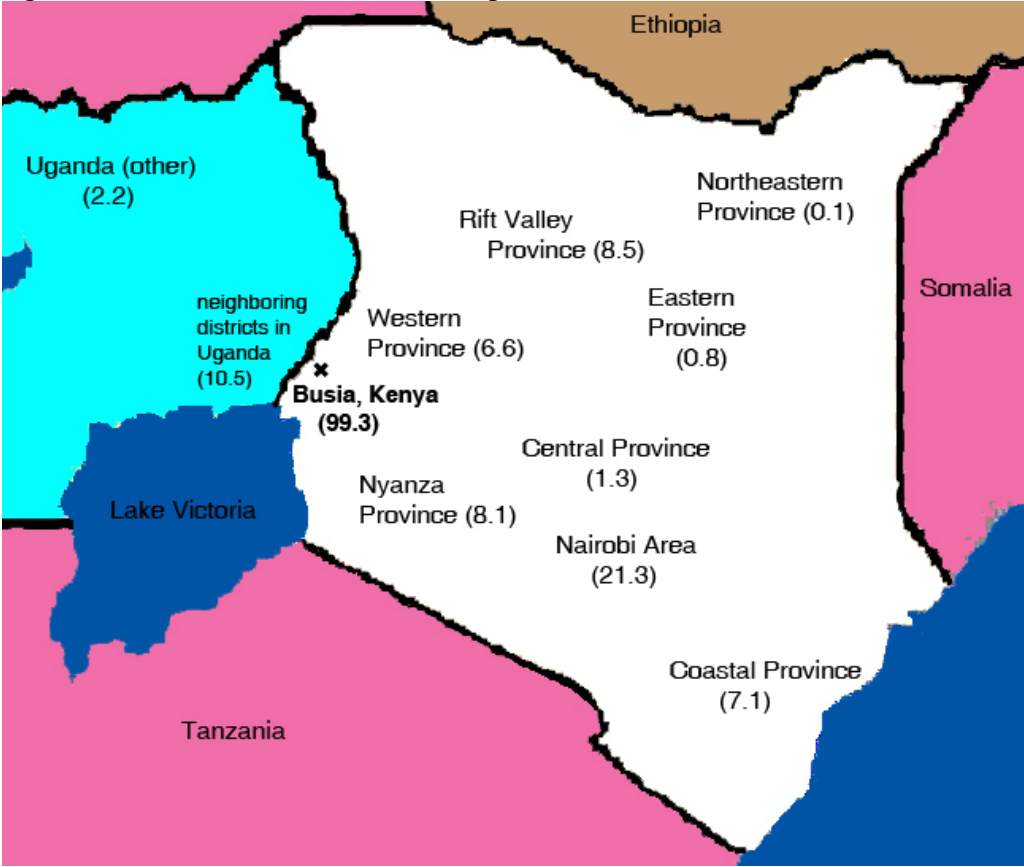 Ethiopia
Uganda (other)
(2.2)
Northeastern
Province (0.1)
Rift Valley
Province (8.5)
Somalia
neighboring
districts in
Uganda
(10.5)
Western
Province (6.6)
Eastern
Province
(0.8)
Busia, Kenya
(99.3)
Central Province
(1.3)
Nyanza
Province (8.1)
Lake Victoria
Nairobi Area
(21.3)
Coastal Province
(7.1)
Tanzania